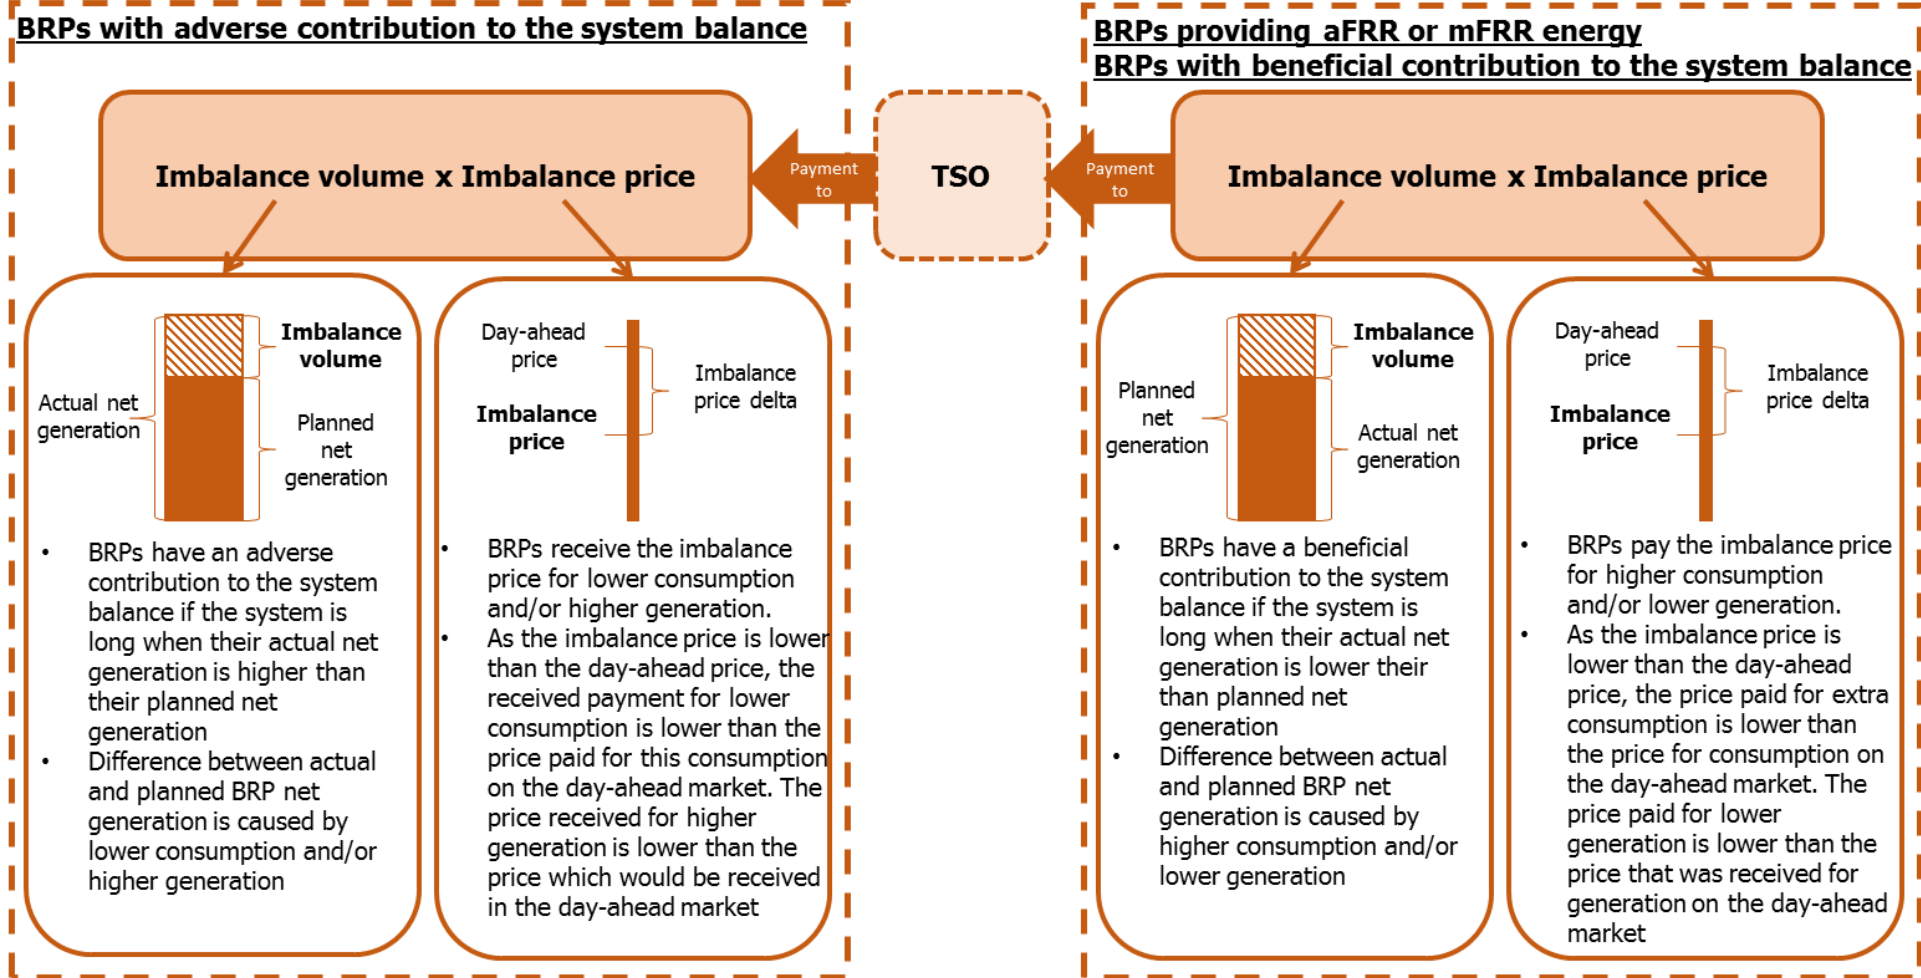 BRPs with adverse contribution to the system balance
Imbalance volume x Imbalance price
Payment
to
TSO
Payment
to
BRPs providing aFRR or mFRR energy
BRPs with beneficial contribution to the system balance
Imbalance volume x Imbalance price
Actual net
generation
Imbalance
volume
Planned
net
generation
• BRPs have an adverse
contribution to the system
balance if the system is
long when their actual net
generation is higher than
their planned net
generation
• Difference between actual
and planned BRP net
generation is caused by
lower consumption and/or
higher generation
Day-ahead
price
Imbalance
price
Imbalance
price delta
• BRPs receive the imbalance
price for lower consumption
and/or higher generation.
• As the imbalance price is lower
than the day-ahead price, the
received payment for lower
consumption is lower than the
price paid for this consumption
on the day-ahead market. The
price received for higher
generation is lower than the
price which would be received
in the day-ahead market
Planned
net
generation
Imbalance
volume
Actual net
generation
• BRPs have a beneficial
contribution to the system
balance if the system is
long when their actual net
generation is lower their
than planned net
generation
• Difference between actual
and planned BRP net
generation is caused by
higher consumption and/or
lower generation
Day-ahead
price
Imbalance
price
Imbalance
price delta
• BRPs pay the imbalance price
for higher consumption
and/or lower generation.
• As the imbalance price is
lower than the day-ahead
price, the price paid for extra
consumption is lower than
the price for consumption on
the day-ahead market. The
price paid for lower
generation is lower than the
price that was received for
generation on the day-ahead
market